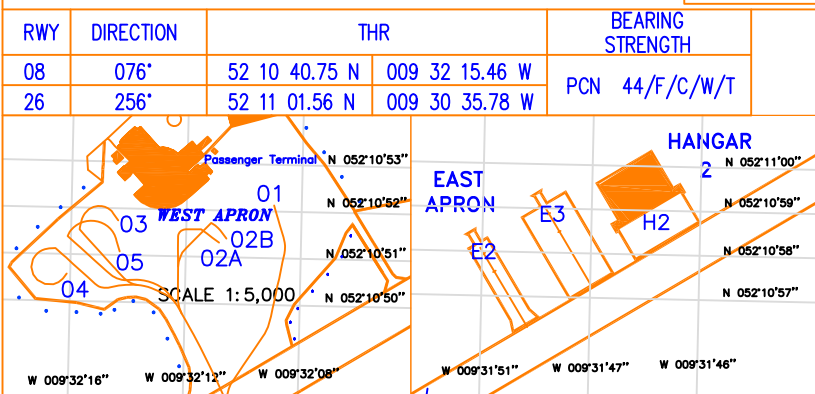 RWY DIRECTION THR BEARING STRENGTH
08 076° 52 10 40.75 N 009 32 15.46 W PCN 44/F/C/W/T
26 256° 52 11 01.56 N 009 30 35.78 W
Passenger Terminal N 052°10'53"
WEST APRON 01 N 052°10'52"
03
02B
05 02A N 052°10'51"
04 SCALE 1:5,000 N 052°10'50"
W 009°32'16" W 009°32'12" W 009°32'08"
HANGAR
2 N 052°11'00"
EAST
APRON E3 H2 N 052°10'59"
E2 N 052°10'58"
N 052°10'57"
W 009°31'51" W 009°31'47" W 009°31'46"